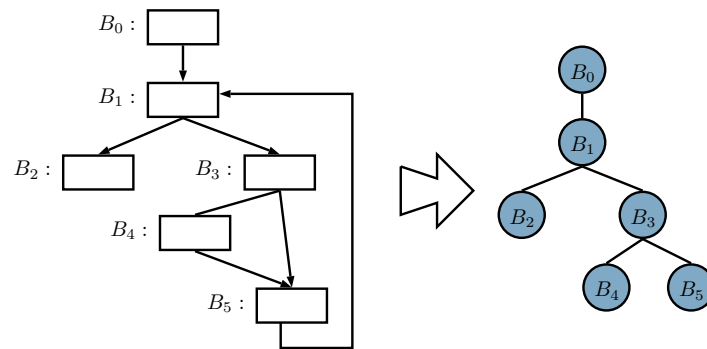 B₀ :
B₁ :
B₂ :
B₃ :
B₄ :
B₅ :
B₀
B₁
B₂
B₃
B₄
B₅